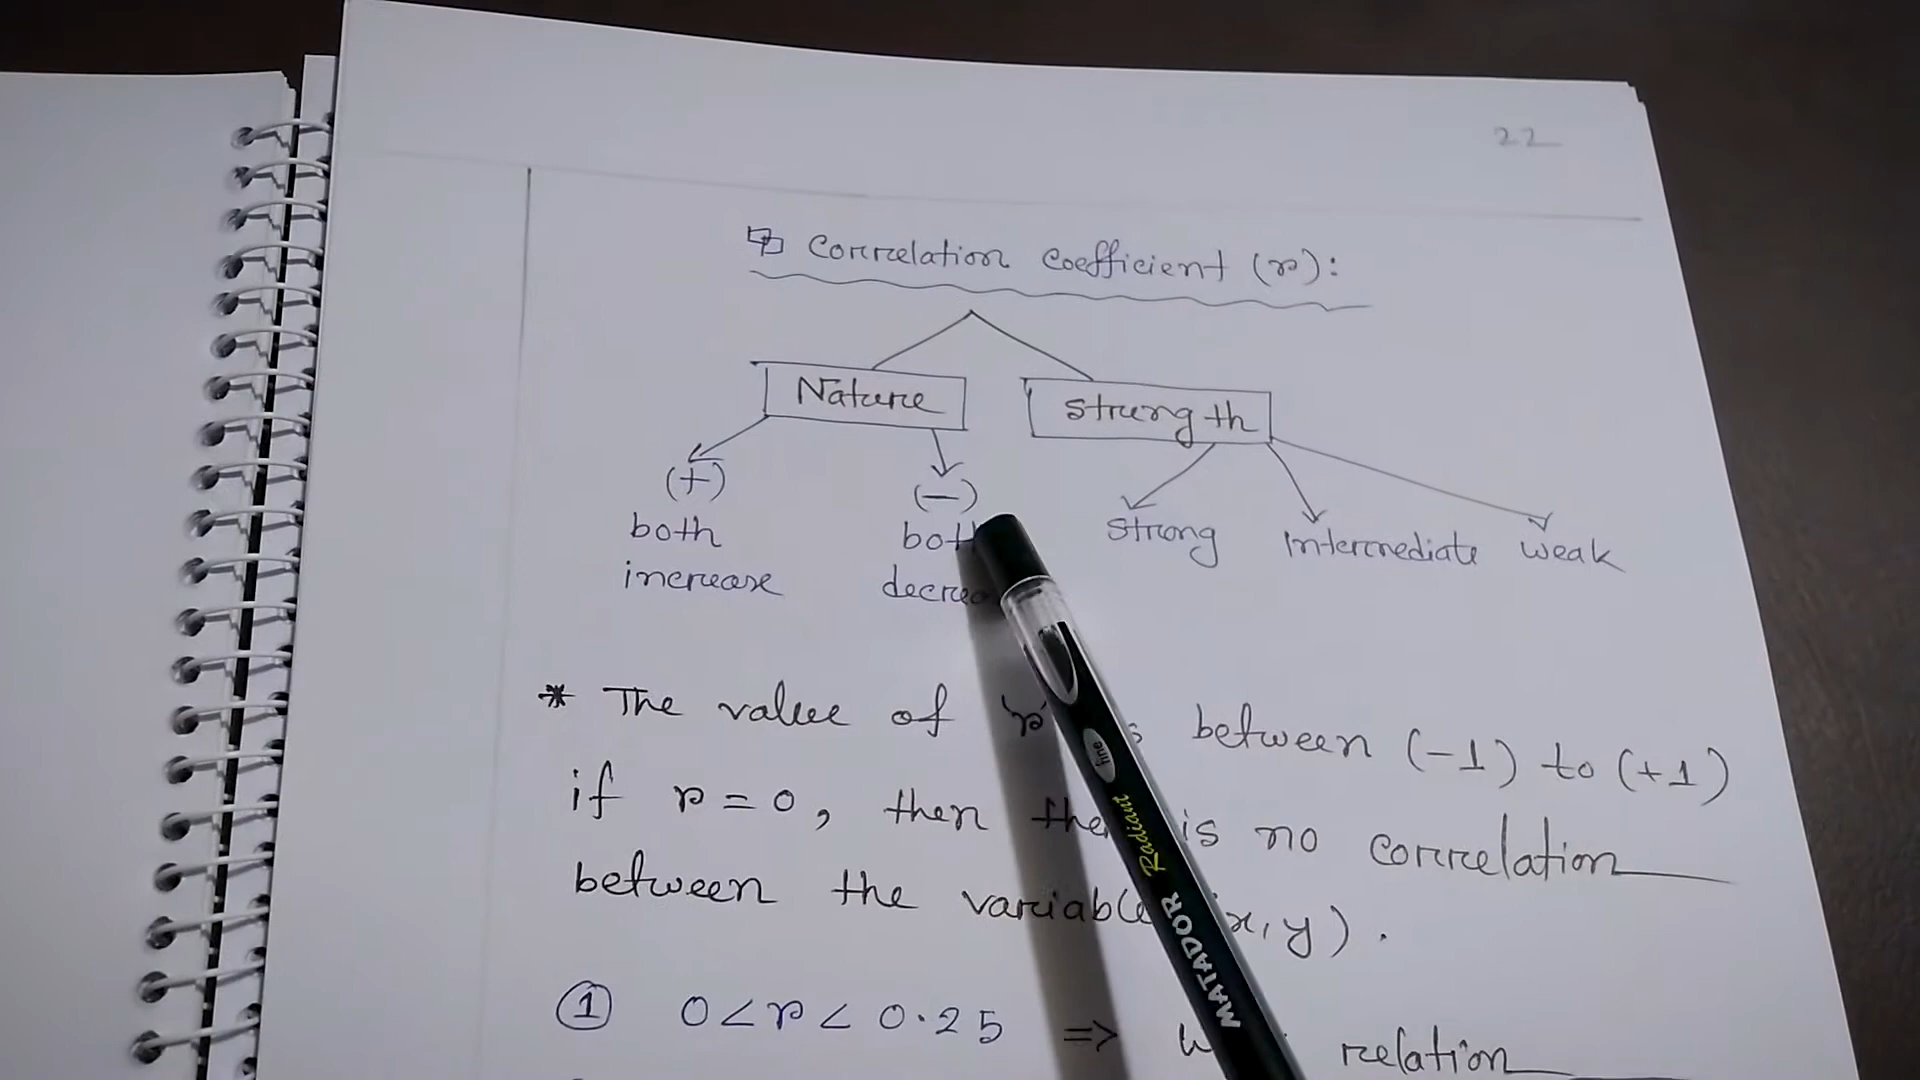 22
Correlation Coefficient (r):
Nature
Strength
(+)
(-)
both
increase
both
Strong
Intermediate
weak
* The value of 'r' between (-1) to (+1)
if r = 0, then is no correlation
between the x, y).
① 0 < r < 0.25 => relation
fine
Radiant
MATADOR